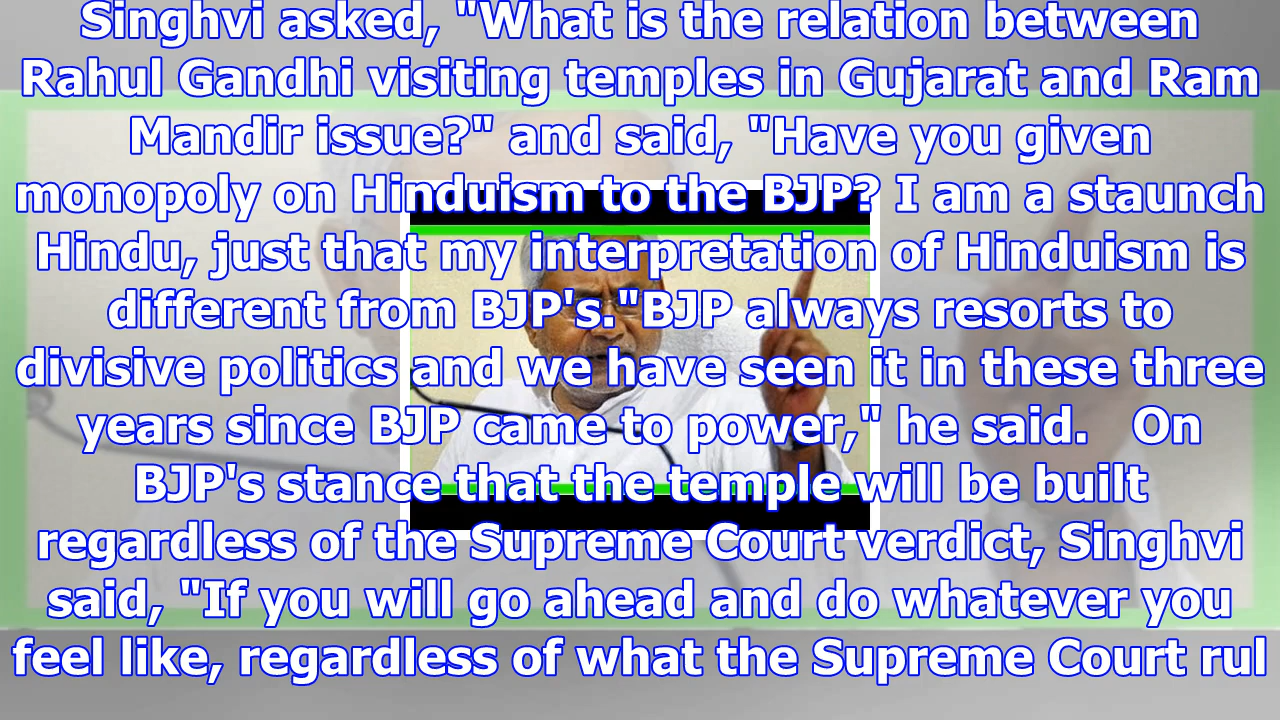 Singhvi asked, "What is the relation between
Rahul Gandhi visiting temples in Gujarat and Ram
Mandir issue?" and said, "Have you given
monopoly on Hinduism to the BJP? I am a staunch
Hindu, just that my interpretation of Hinduism is
different from BJP's."BJP always resorts to
divisive politics and we have seen it in these three
years since BJP came to power," he said.   On
BJP's stance that the temple will be built
regardless of the Supreme Court verdict, Singhvi
said, "If you will go ahead and do whatever you
feel like, regardless of what the Supreme Court rul